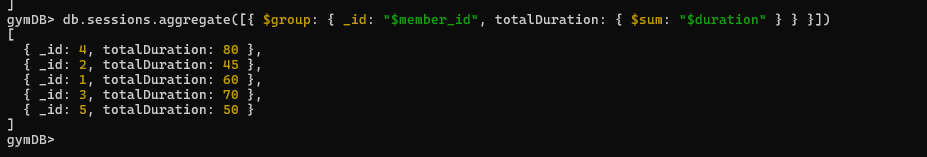 ]
gymDB> db.sessions.aggregate([{ $group: { _id: "$member_id", totalDuration: { $sum: "$duration" } } }])
[
  { _id: 4, totalDuration: 80 },
  { _id: 2, totalDuration: 45 },
  { _id: 1, totalDuration: 60 },
  { _id: 3, totalDuration: 70 },
  { _id: 5, totalDuration: 50 }
]
gymDB>